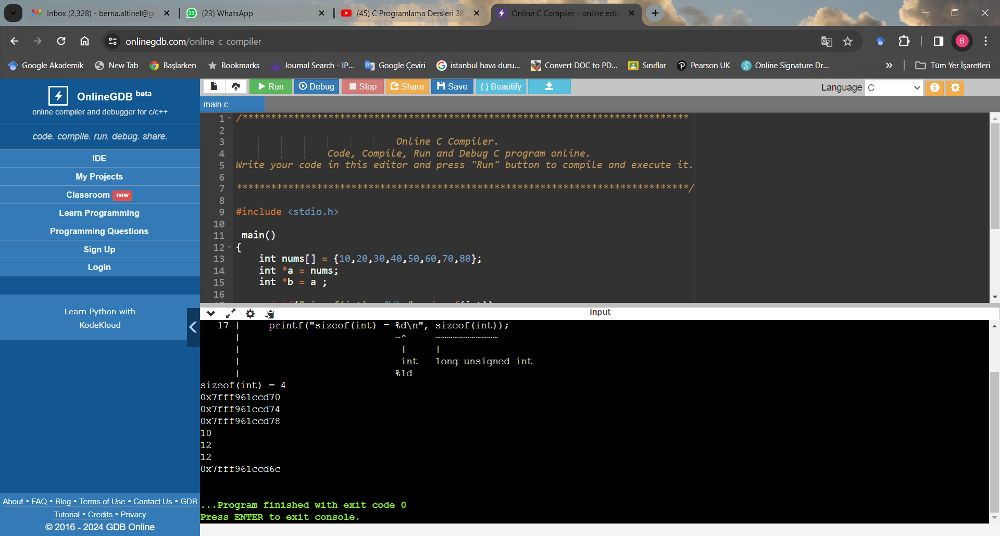 Inbox (2,328) - berna.altinel@g
(23) WhatsApp
(45) C Programlama Dersleri 38
Online C Compiler - online edit
onlinegdb.com/online_c_compiler
B
Google Akademik
New Tab
Başlarken
Bookmarks
Journal Search - IP...
Google Çeviri
istanbul hava duru...
Convert DOC to PD...
Sınıflar
Pearson UK
Online Signature Dr...
»
Tüm Yer İşaretleri
OnlineGDB beta
online compiler and debugger for c/c++
code. compile. run. debug. share.
IDE
My Projects
Classroom new
Learn Programming
Programming Questions
Sign Up
Login
Learn Python with
KodeKloud
About • FAQ • Blog • Terms of Use • Contact Us • GDB
Tutorial • Credits • Privacy
© 2016 - 2024 GDB Online
Run
Debug
Stop
Share
Save
{ } Beautify
Language C
main.c
1 /******************************************************************************
2
3 Online C Compiler.
4 Code, Compile, Run and Debug C program online.
5 Write your code in this editor and press "Run" button to compile and execute it.
6
7 *******************************************************************************/
8
9 #include <stdio.h>
10
11 main()
12 {
13 int nums[] = {10,20,30,40,50,60,70,80};
14 int *a = nums;
15 int *b = a ;
16
input
17 | printf("sizeof(int) = %d\n", sizeof(int));
| ~^ ~~~~~~~~~~~
| | |
| int long unsigned int
| %ld
sizeof(int) = 4
0x7fff961ccd70
0x7fff961ccd74
0x7fff961ccd78
10
12
12
0x7fff961ccd6c
...Program finished with exit code 0
Press ENTER to exit console.